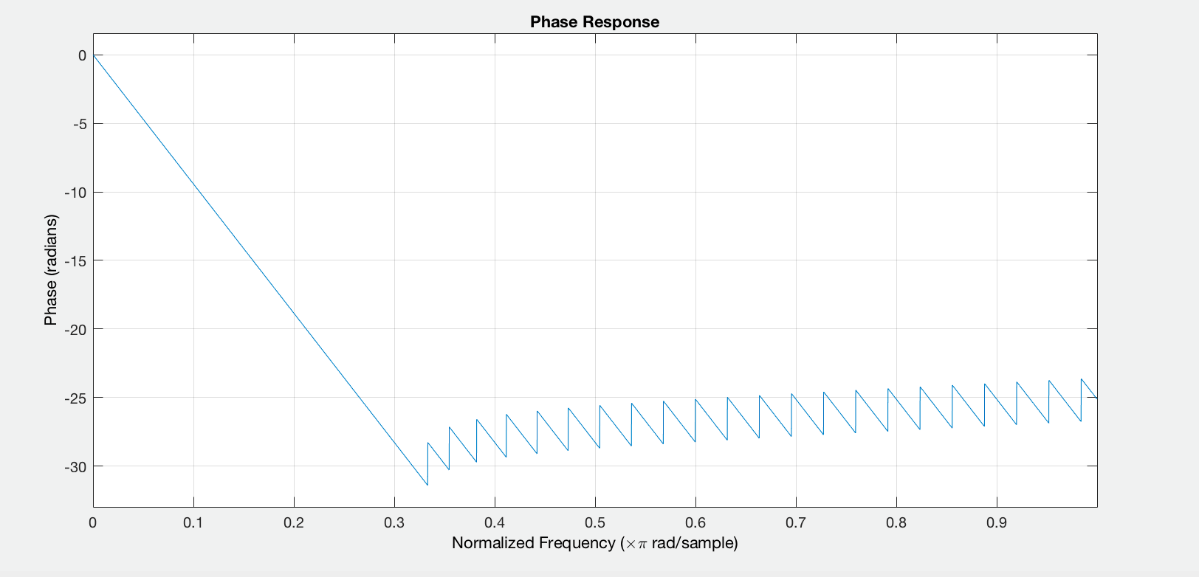 Phase Response
0
-5
-10
-15
-20
-25
-30
Phase (radians)
0 0.1 0.2 0.3 0.4 0.5 0.6 0.7 0.8 0.9
Normalized Frequency (×π rad/sample)